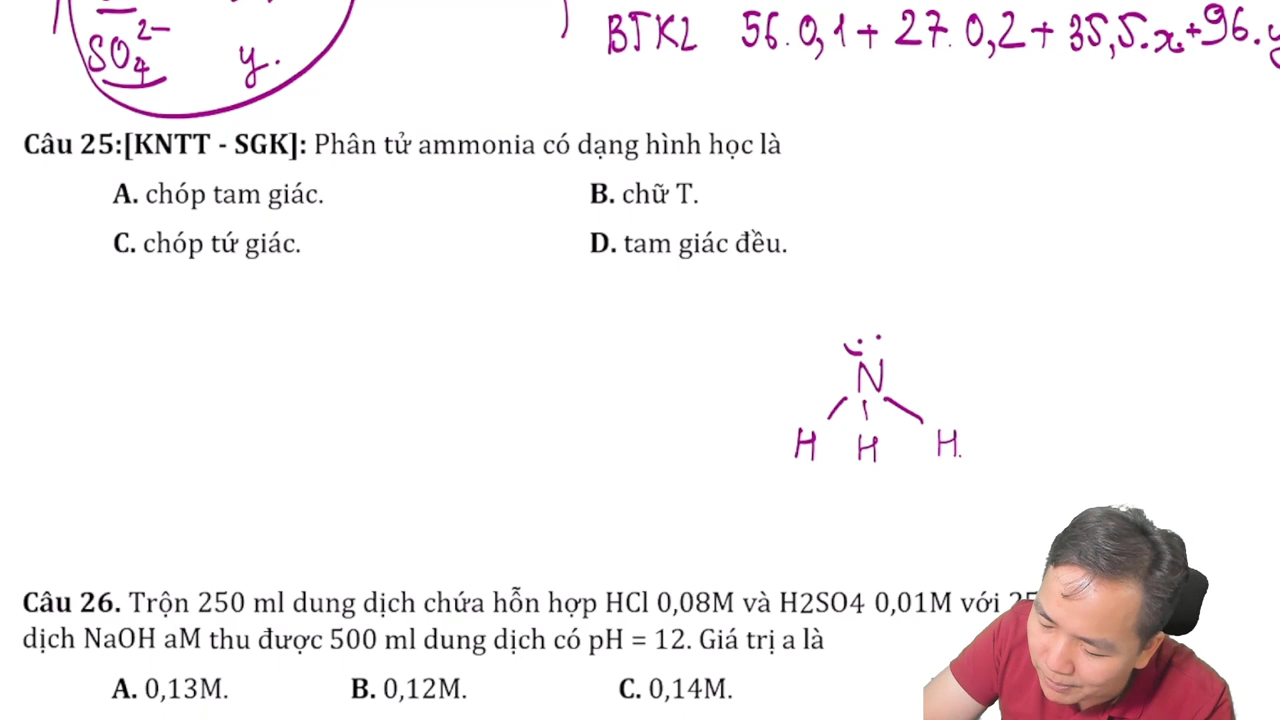 BTKL 56.0,1 + 27.0,2 + 35,5.x + 96.y
SO₄²⁻ y.
Câu 25:[KNTT - SGK]: Phân tử ammonia có dạng hình học là
A. chóp tam giác. B. chữ T.
C. chóp tứ giác. D. tam giác đều.
N
H H H.
Câu 26. Trộn 250 ml dung dịch chứa hỗn hợp HCl 0,08M và H2SO4 0,01M với
dịch NaOH aM thu được 500 ml dung dịch có pH = 12. Giá trị a là
A. 0,13M. B. 0,12M. C. 0,14M.